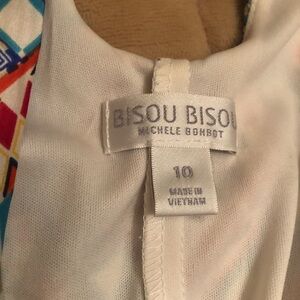 BISOU BISOU
MICHELE BOHBOT
10
MADE IN
VIETNAM